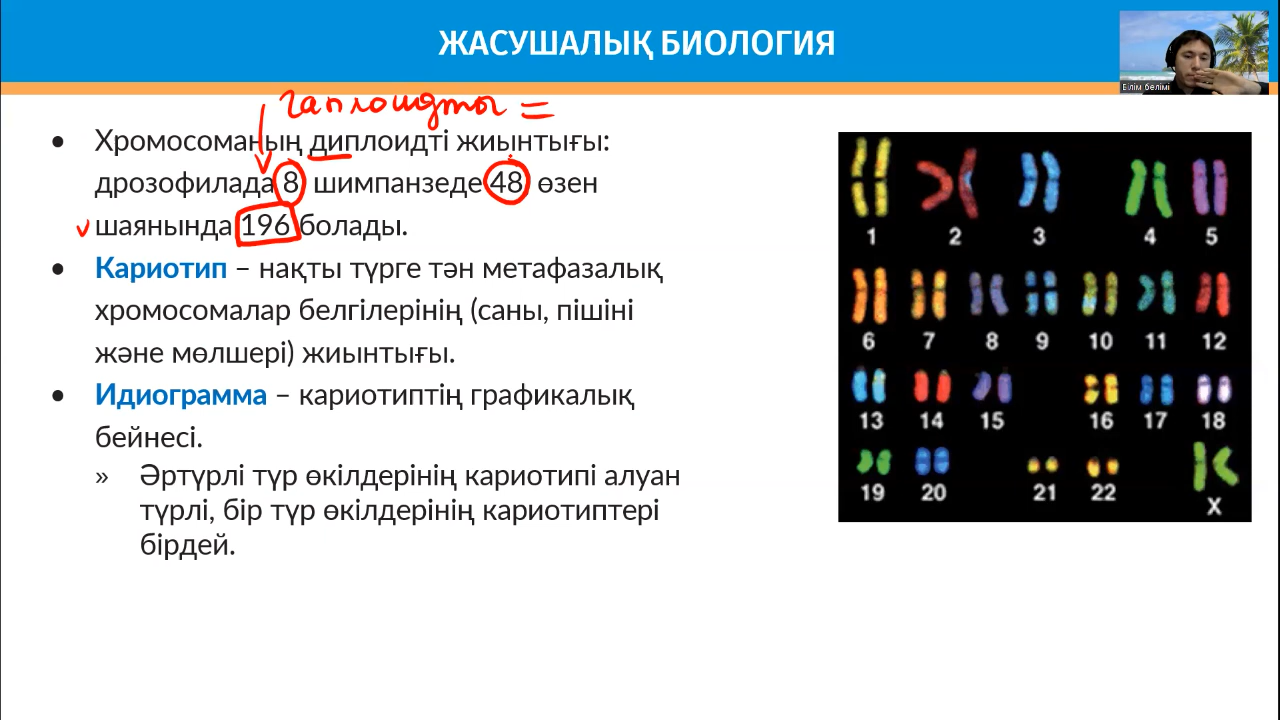 ЖАСУШАЛЫҚ БИОЛОГИЯ
Білім бөлімі
гаплоидты =
• Хромосоманың диплоидті жиынтығы:
дрозофилада 8 шимпанзеде 48 өзен
шаянында 196 болады.
• Кариотип – нақты түрге тән метафазалық
хромосомалар белгілерінің (саны, пішіні
және мөлшері) жиынтығы.
• Идиограмма – кариотиптің графикалық
бейнесі.
» Әртүрлі түр өкілдерінің кариотипі алуан
түрлі, бір түр өкілдерінің кариотиптері
бірдей.
1 2 3 4 5
6 7 8 9 10 11 12
13 14 15 16 17 18
19 20 21 22 X